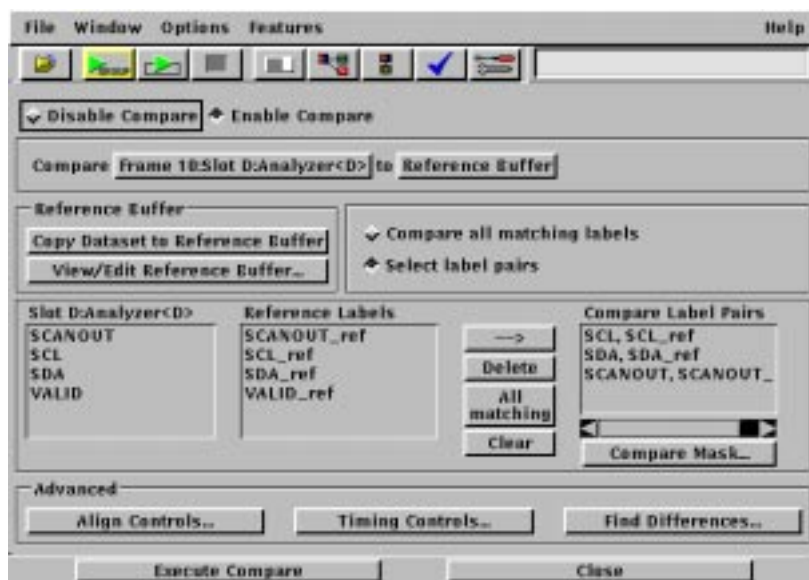 File Window Options Features Help
Disable Compare Enable Compare
Compare Frame 10:Slot D:Analyzer<D> to Reference Buffer
Reference Buffer
Copy Dataset to Reference Buffer
View/Edit Reference Buffer...
Compare all matching labels
Select label pairs
Slot D:Analyzer<D>
SCANOUT
SCL
SDA
VALID
Reference Labels
SCANOUT_ref
SCL_ref
SDA_ref
VALID_ref
-->
Delete
All
matching
Clear
Compare Label Pairs
SCL, SCL_ref
SDA, SDA_ref
SCANOUT, SCANOUT_
Compare Mask...
Advanced
Align Controls... Timing Controls... Find Differences...
Execute Compare Close